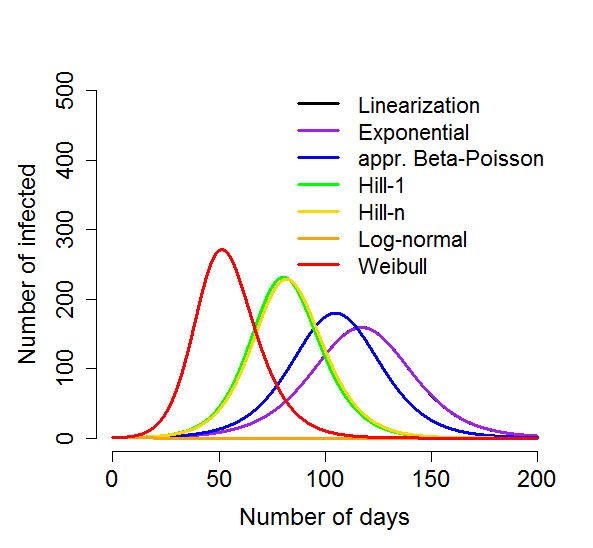 500
400
300
200
100
0
Number of infected
Linearization
Exponential
appr. Beta-Poisson
Hill-1
Hill-n
Log-normal
Weibull
0 50 100 150 200
Number of days